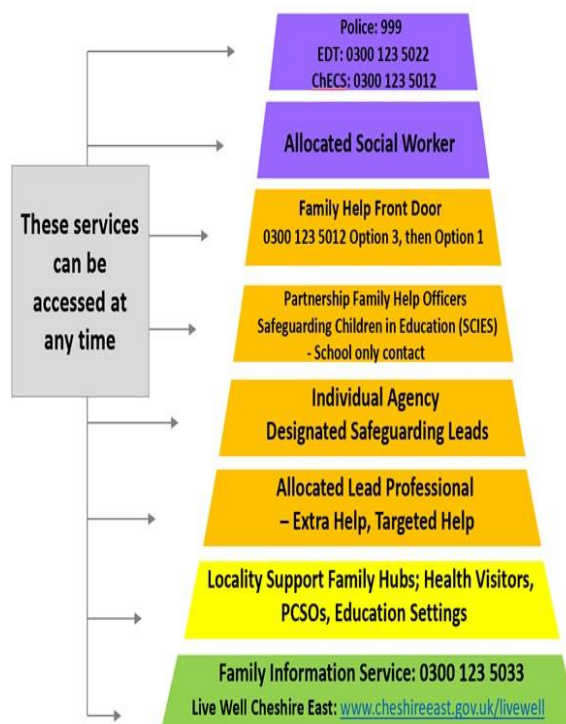 Police: 999
EDT: 0300 123 5022
ChECS: 0300 123 5012
Allocated Social Worker
These services
can be
accessed at
any time
Family Help Front Door
0300 123 5012 Option 3, then Option 1
Partnership Family Help Officers
Safeguarding Children in Education (SCIES)
- School only contact
Individual Agency
Designated Safeguarding Leads
Allocated Lead Professional
– Extra Help, Targeted Help
Locality Support Family Hubs; Health Visitors,
PCSOs, Education Settings
Family Information Service: 0300 123 5033
Live Well Cheshire East: www.cheshireeast.gov.uk/livewell